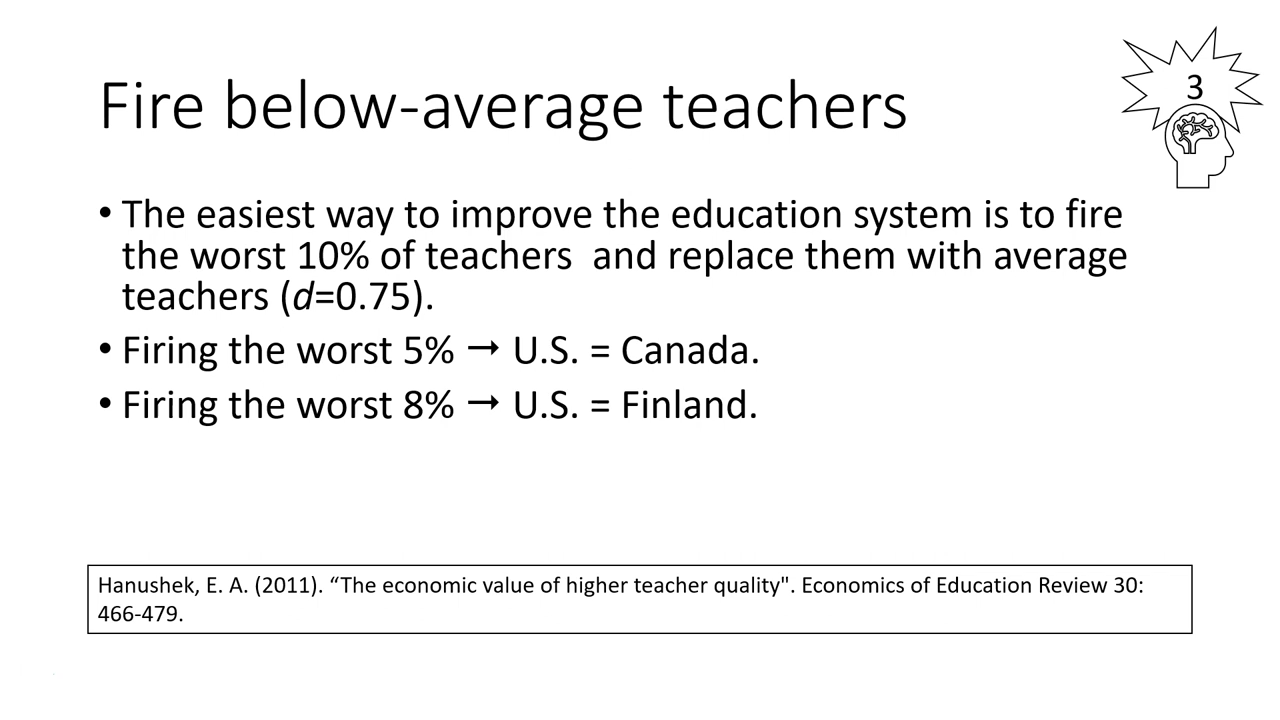 3
Fire below-average teachers
• The easiest way to improve the education system is to fire
the worst 10% of teachers  and replace them with average
teachers (d=0.75).
• Firing the worst 5% → U.S. = Canada.
• Firing the worst 8% → U.S. = Finland.
Hanushek, E. A. (2011). “The economic value of higher teacher quality". Economics of Education Review 30:
466-479.